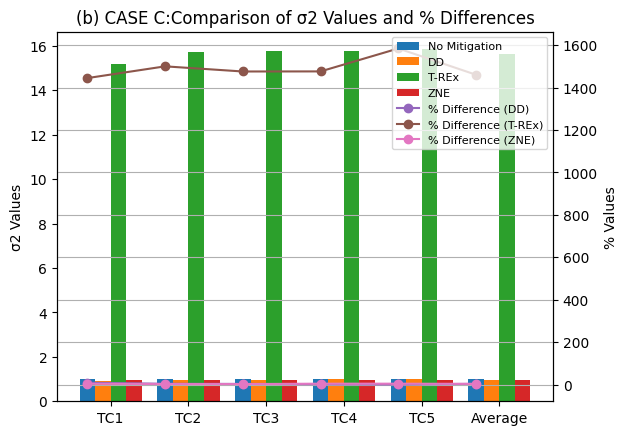 (b) CASE C:Comparison of σ2 Values and % Differences
No Mitigation
DD
T-REx
ZNE
% Difference (DD)
% Difference (T-REx)
% Difference (ZNE)
σ2 Values
16
14
12
10
8
6
4
2
0
% Values
1600
1400
1200
1000
800
600
400
200
0
TC1 TC2 TC3 TC4 TC5 Average